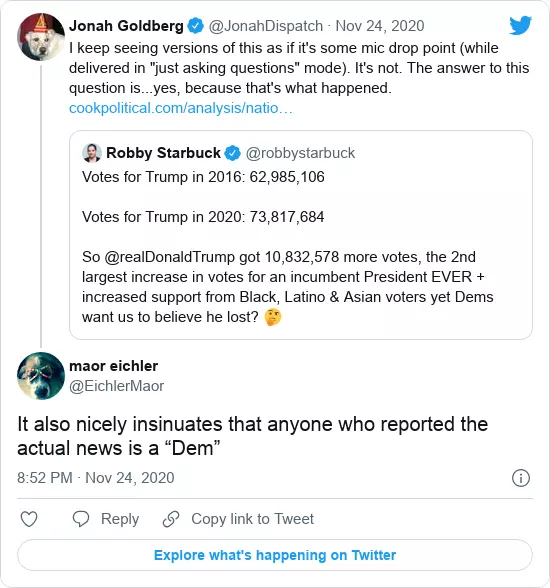 Jonah Goldberg @JonahDispatch · Nov 24, 2020
I keep seeing versions of this as if it's some mic drop point (while
delivered in "just asking questions" mode). It's not. The answer to this
question is...yes, because that's what happened.
cookpolitical.com/analysis/natio…
Robby Starbuck @robbystarbuck
Votes for Trump in 2016: 62,985,106
Votes for Trump in 2020: 73,817,684
So @realDonaldTrump got 10,832,578 more votes, the 2nd
largest increase in votes for an incumbent President EVER +
increased support from Black, Latino & Asian voters yet Dems
want us to believe he lost? 🤔
maor eichler
@EichlerMaor
It also nicely insinuates that anyone who reported the
actual news is a “Dem”
8:52 PM · Nov 24, 2020
Reply Copy link to Tweet
Explore what's happening on Twitter